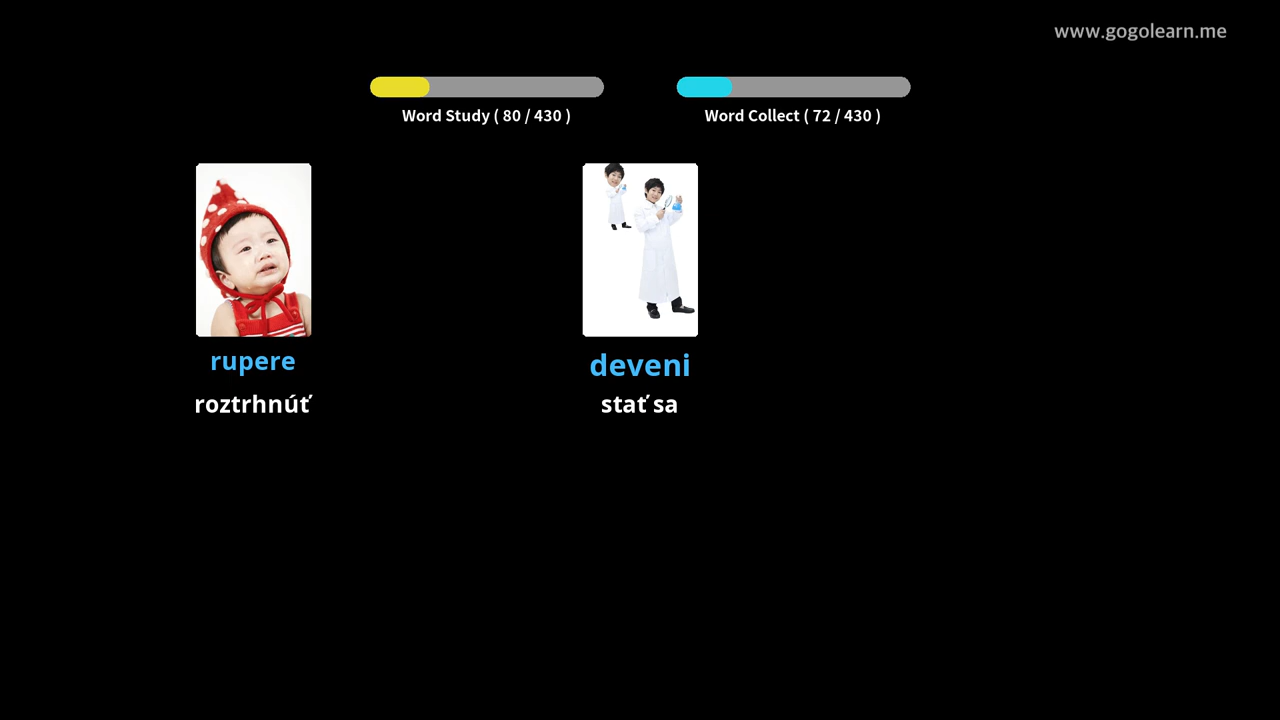 www.gogolearn.me
Word Study ( 80 / 430 )
Word Collect ( 72 / 430 )
rupere
roztrhnúť
deveni
stať sa